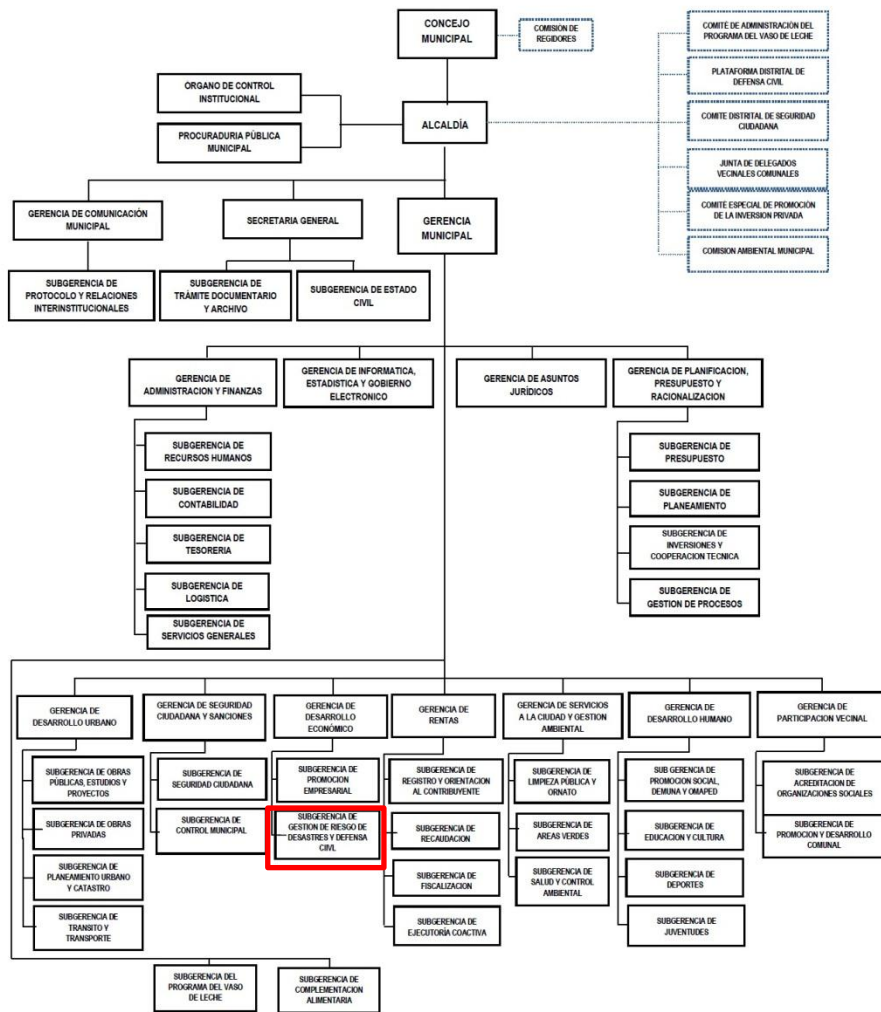 CONCEJO
MUNICIPAL
COMISIÓN DE
REGIDORES
COMITÉ DE ADMINISTRACIÓN DEL
PROGRAMA DEL VASO DE LECHE
PLATAFORMA DISTRITAL DE
DEFENSA CIVIL
COMITE DISTRITAL DE SEGURIDAD
CIUDADANA
JUNTA DE DELEGADOS
VECINALES COMUNALES
COMITÉ ESPECIAL DE PROMOCIÓN
DE LA INVERSION PRIVADA
COMISION AMBIENTAL MUNICIPAL
ORGANO DE CONTROL
INSTITUCIONAL
PROCURADURIA PÚBLICA
MUNICIPAL
ALCALDÍA
GERENCIA DE COMUNICACIÓN
MUNICIPAL
SECRETARIA GENERAL
GERENCIA
MUNICIPAL
SUBGERENCIA DE
PROTOCOLO Y RELACIONES
INTERINSTITUCIONALES
SUBGERENCIA DE
TRÁMITE DOCUMENTARIO
Y ARCHIVO
SUBGERENCIA DE ESTADO
CIVIL
GERENCIA DE
ADMINISTRACION Y FINANZAS
GERENCIA DE INFORMATICA,
ESTADISTICA Y GOBIERNO
ELECTRONICO
GERENCIA DE ASUNTOS
JURÍDICOS
GERENCIA DE PLANIFICACION,
PRESUPUESTO Y
RACIONALIZACION
SUBGERENCIA DE
RECURSOS HUMANOS
SUBGERENCIA DE
CONTABILIDAD
SUBGERENCIA DE
TESORERIA
SUBGERENCIA DE
LOGISTICA
SUBGERENCIA DE
SERVICIOS GENERALES
SUBGERENCIA DE
PRESUPUESTO
SUBGERENCIA DE
PLANEAMIENTO
SUBGERENCIA DE
INVERSIONES Y
COOPERACION TECNICA
SUBGERENCIA DE
GESTION DE PROCESOS
GERENCIA DE
DESARROLLO URBANO
GERENCIA DE SEGURIDAD
CIUDADANA Y SANCIONES
GERENCIA DE
DESARROLLO
ECONÓMICO
GERENCIA DE
RENTAS
GERENCIA DE SERVICIOS
A LA CIUDAD Y GESTION
AMBIENTAL
GERENCIA DE
DESARROLLO HUMANO
GERENCIA DE
PARTICIPACION VECINAL
SUBGERENCIA DE OBRAS
PÚBLICAS, ESTUDIOS Y
PROYECTOS
SUBGERENCIA DE OBRAS
PRIVADAS
SUBGERENCIA DE
PLANEAMIENTO URBANO
Y CATASTRO
SUBGERENCIA DE
TRANSITO Y
TRANSPORTE
SUBGERENCIA DE
SEGURIDAD CIUDADANA
SUBGERENCIA DE
CONTROL MUNICIPAL
SUBGERENCIA DE
PROMOCION
EMPRESARIAL
SUBGERENCIA DE
GESTION DE RIESGO DE
DESASTRES Y DEFENSA
CIIVL
SUBGERENCIA DE
REGISTRO Y ORIENTACION
AL CONTRIBUYENTE
SUBGERENCIA DE
RECAUDACION
SUBGERENCIA DE
FISCALIZACION
SUBGERENCIA DE
EJECUTORÍA COACTIVA
SUBGERENCIA DE
LIMPIEZA PÚBLICA Y
ORNATO
SUBGERENCIA DE
AREAS VERDES
SUBGERENCIA DE
SALUD Y CONTROL
AMBIENTAL
SUB GERENCIA DE
PROMOCION SOCIAL,
DEMUNA Y OMAPED
SUBGERENCIA DE
EDUCACION Y CULTURA
SUBGERENCIA DE
DEPORTES
SUBGERENCIA DE
JUVENTUDES
SUBGERENCIA DE
ACREDITACION DE
ORGANIZACIONES SOCIALES
SUBGERENCIA DE
PROMOCION Y DESARROLLO
COMUNAL
SUBGERENCIA DEL
PROGRAMA DEL VASO
DE LECHE
SUBGERENCIA DE
COMPLEMENTACION
ALIMENTARIA